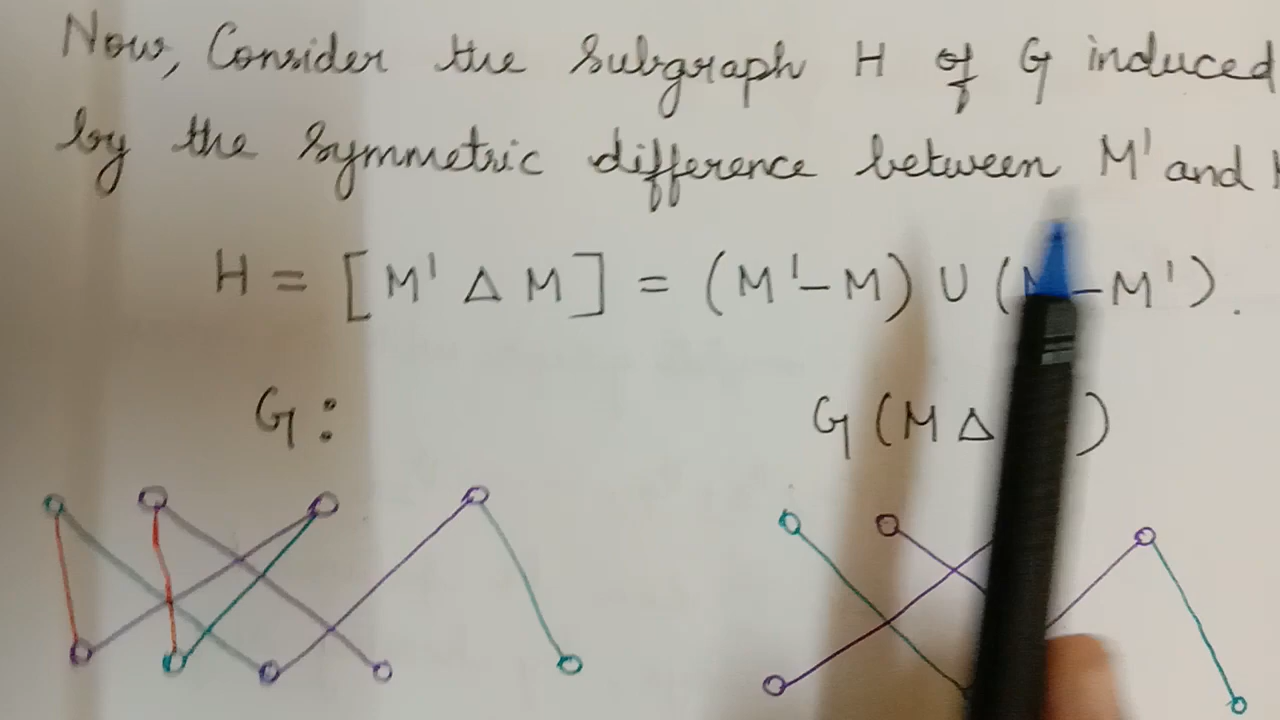 Now, Consider the Subgraph H of G induced
by the Symmetric difference between M' and
H = [M' Δ M] = (M' - M) ∪ ( - M').
G :
G (M Δ )